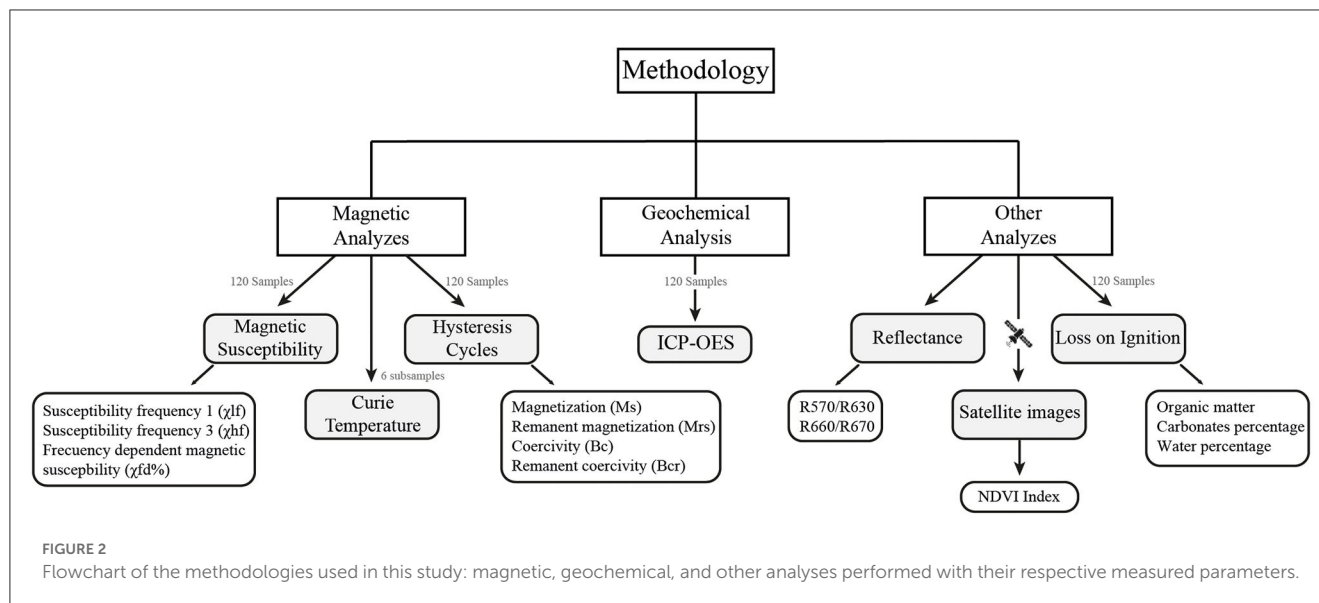 Methodology
Magnetic
Analyzes
Geochemical
Analysis
Other
Analyzes
120 Samples
120 Samples
120 Samples
120 Samples
Magnetic
Susceptibility
Hysteresis
Cycles
ICP-OES
Reflectance
Loss on Ignition
6 subsamples
Curie
Temperature
Satellite images
Susceptibility frequency 1 (χlf)
Susceptibility frequency 3 (χhf)
Frecuency dependent magnetic
suscepbility (χfd%)
Magnetization (Ms)
Remanent magnetization (Mrs)
Coercivity (Bc)
Remanent coercivity (Bcr)
R570/R630
R660/R670
Organic matter
Carbonates percentage
Water percentage
NDVI Index
FIGURE 2
Flowchart of the methodologies used in this study: magnetic, geochemical, and other analyses performed with their respective measured parameters.